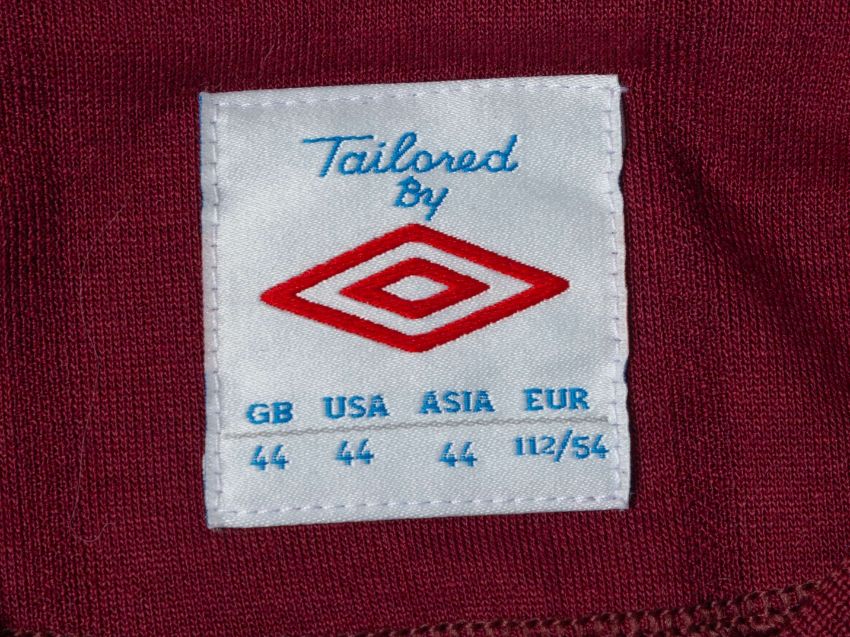 Tailored
By
GB USA ASIA EUR
44 44 44 112/54